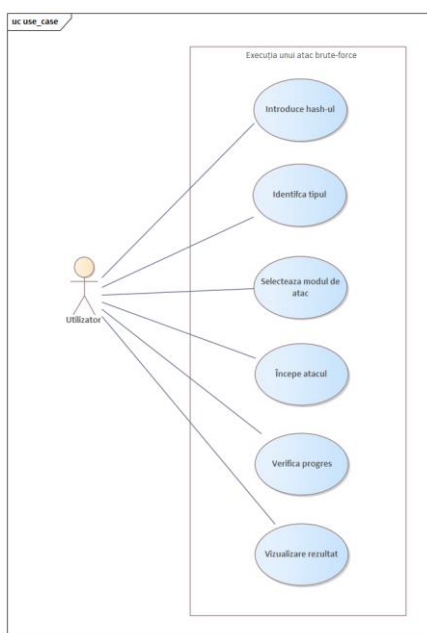 uc use_case
Execuția unui atac brute-force
Introduce hash-ul
Identifca tipul
Selecteaza modul de
atac
Utilizator
Începe atacul
Verifica progres
Vizualizare rezultat